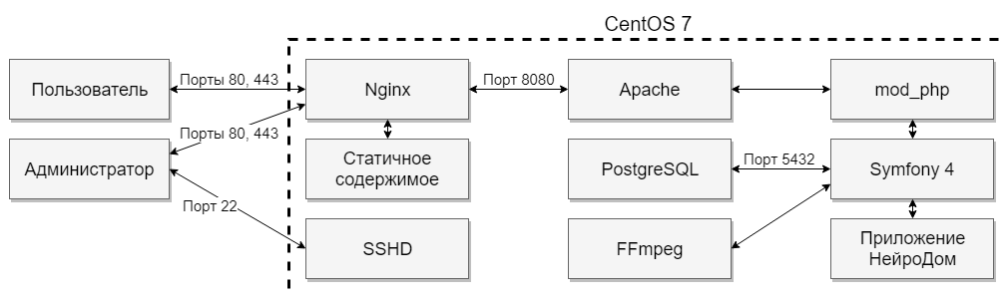 CentOS 7
Пользователь
Порты 80, 443
Nginx
Порт 8080
Apache
mod_php
Порты 80, 443
Администратор
Статичное
содержимое
PostgreSQL
Порт 5432
Symfony 4
Порт 22
SSHD
FFmpeg
Приложение
НейроДом